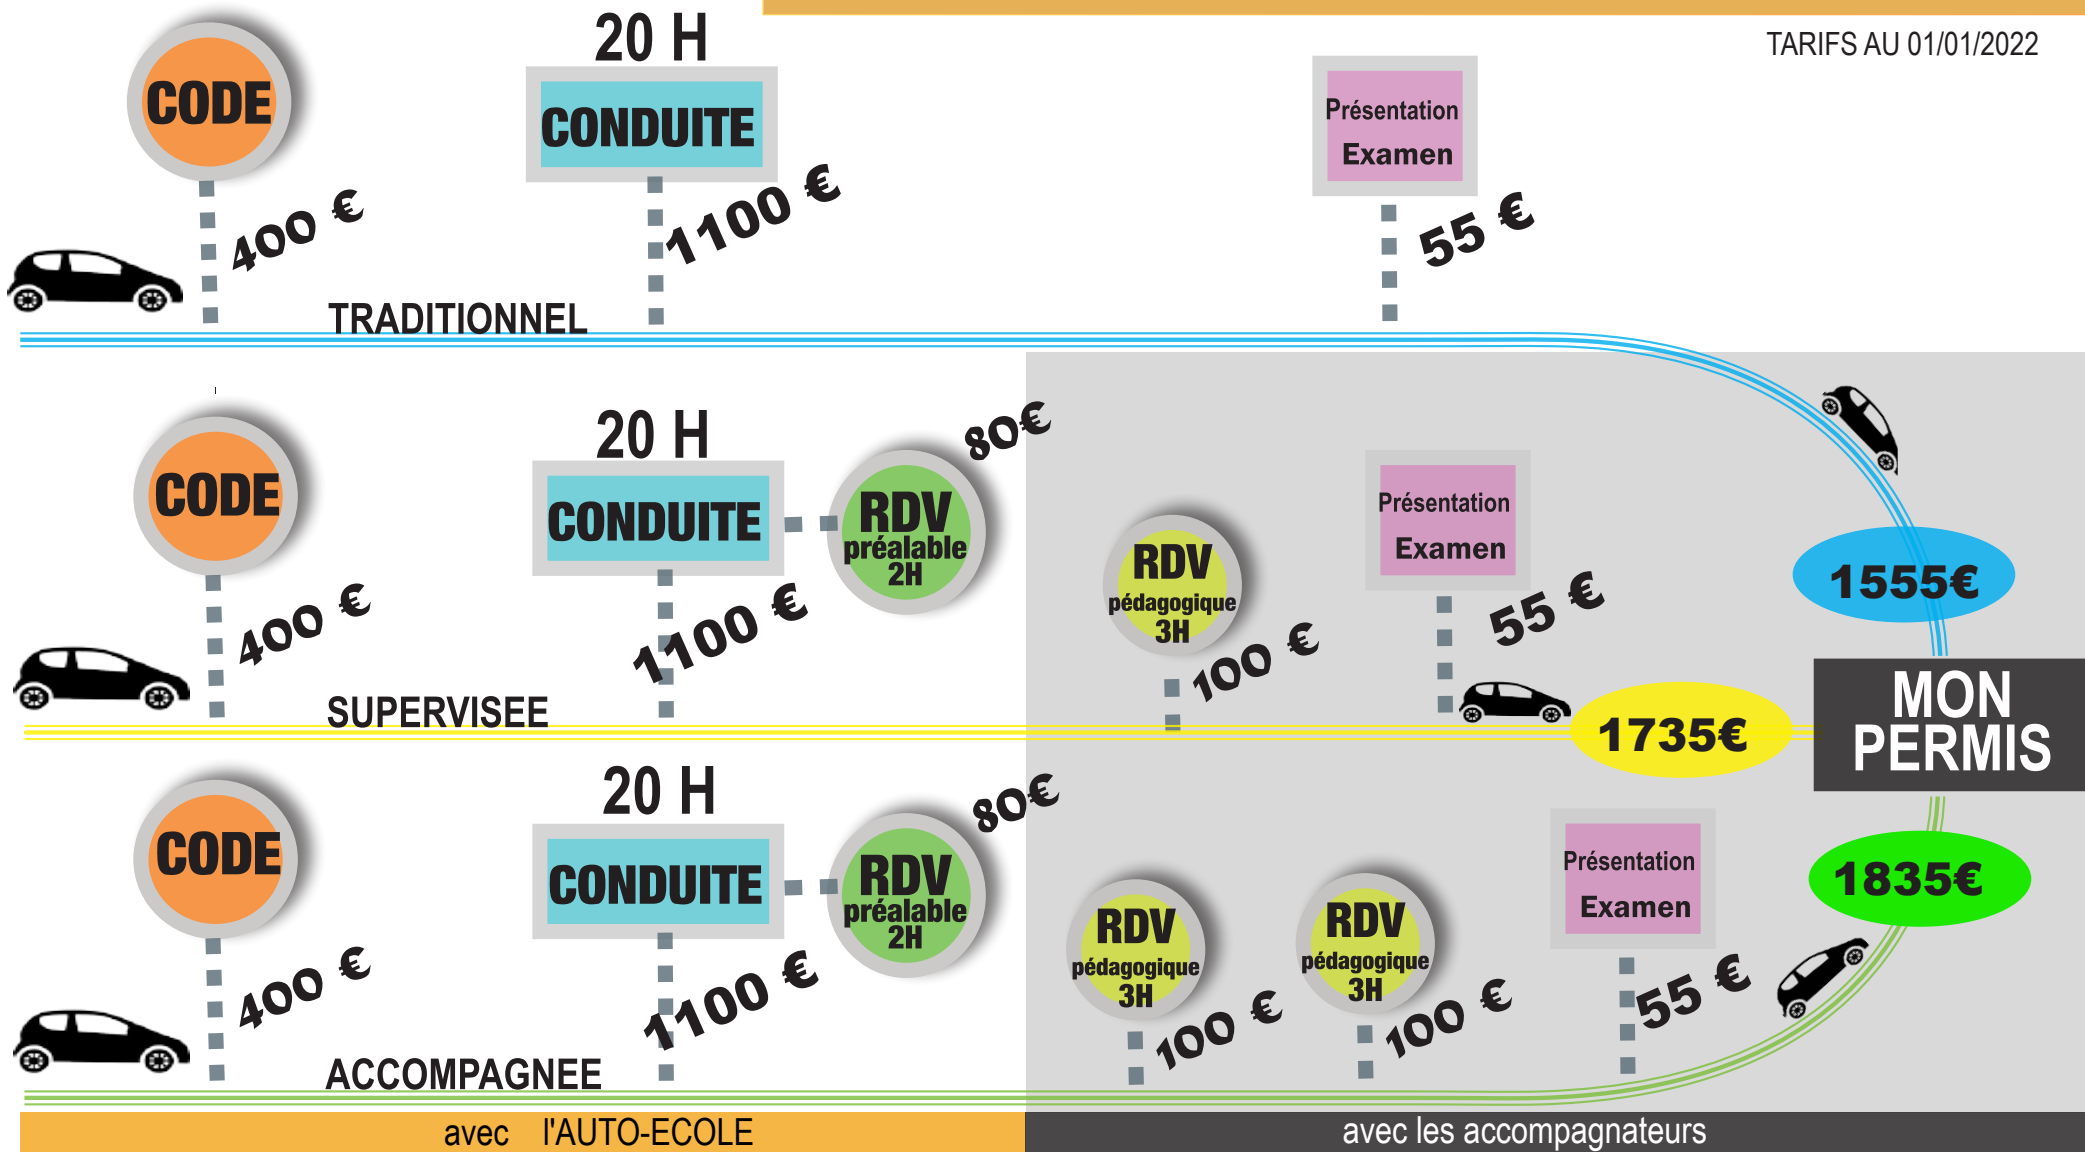 TARIFS AU 01/01/2022
CODE
400 €
20 H
CONDUITE
1100 €
Présentation
Examen
55 €
TRADITIONNEL
CODE
400 €
20 H
CONDUITE
1100 €
RDV
préalable
2H
80€
RDV
pédagogique
3H
100 €
Présentation
Examen
55 €
SUPERVISEE
1555€
1735€
MON
PERMIS
CODE
400 €
20 H
CONDUITE
1100 €
RDV
préalable
2H
80€
RDV
pédagogique
3H
100 €
RDV
pédagogique
3H
100 €
Présentation
Examen
55 €
1835€
ACCOMPAGNEE
avec l'AUTO-ECOLE
avec les accompagnateurs